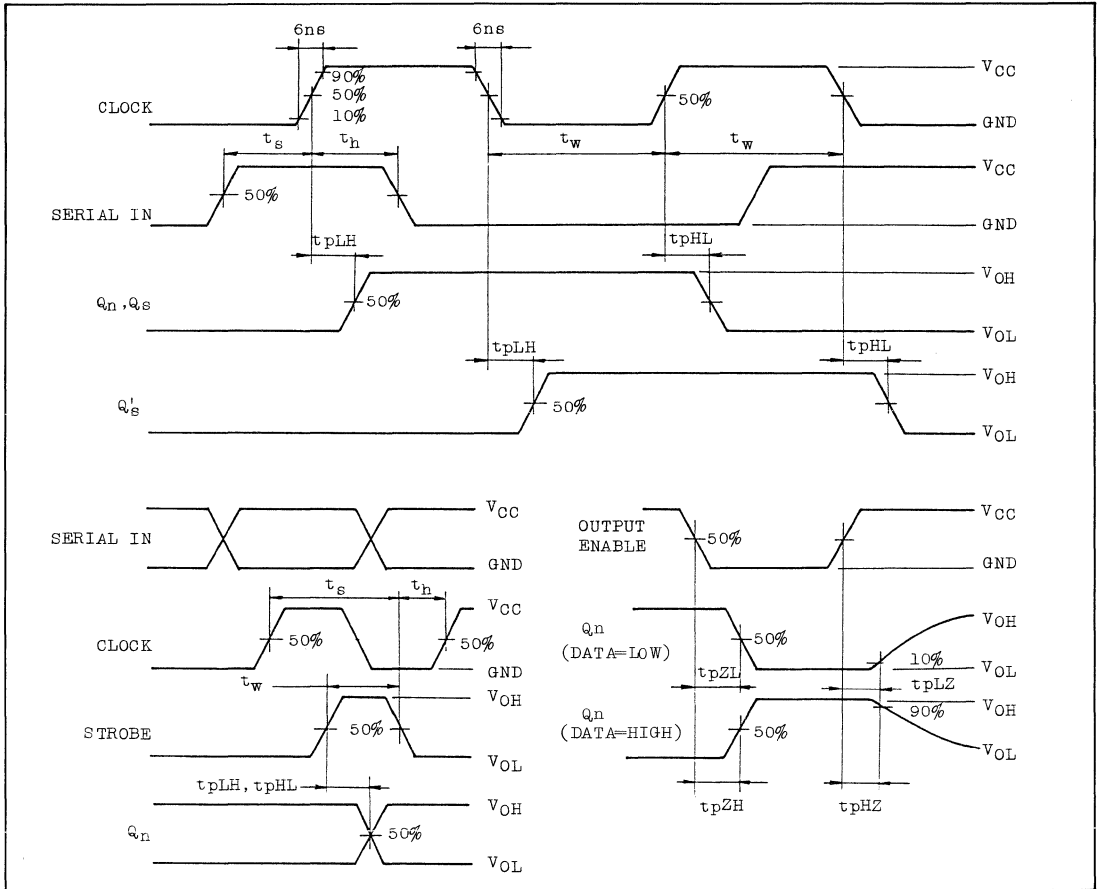 6ns 6ns
CLOCK 90% 50% 10% 50% VCC GND
ts th tw tw
SERIAL IN 50% VCC GND
tpLH tpHL
Qn,Qs 50% VOH VOL
tpLH tpHL
Q's 50% VOH VOL
SERIAL IN VCC GND
ts th
CLOCK 50% 50% VCC GND
tw
STROBE 50% VOH VOL
tpLH, tpHL
Qn 50% VOH VOL
OUTPUT
ENABLE 50% VCC GND
Qn
(DATA=LOW) 50% 10% VOH VOL
tpZL tpLZ
Qn
(DATA=HIGH) 50% 90% VOH VOL
tpZH tpHZ